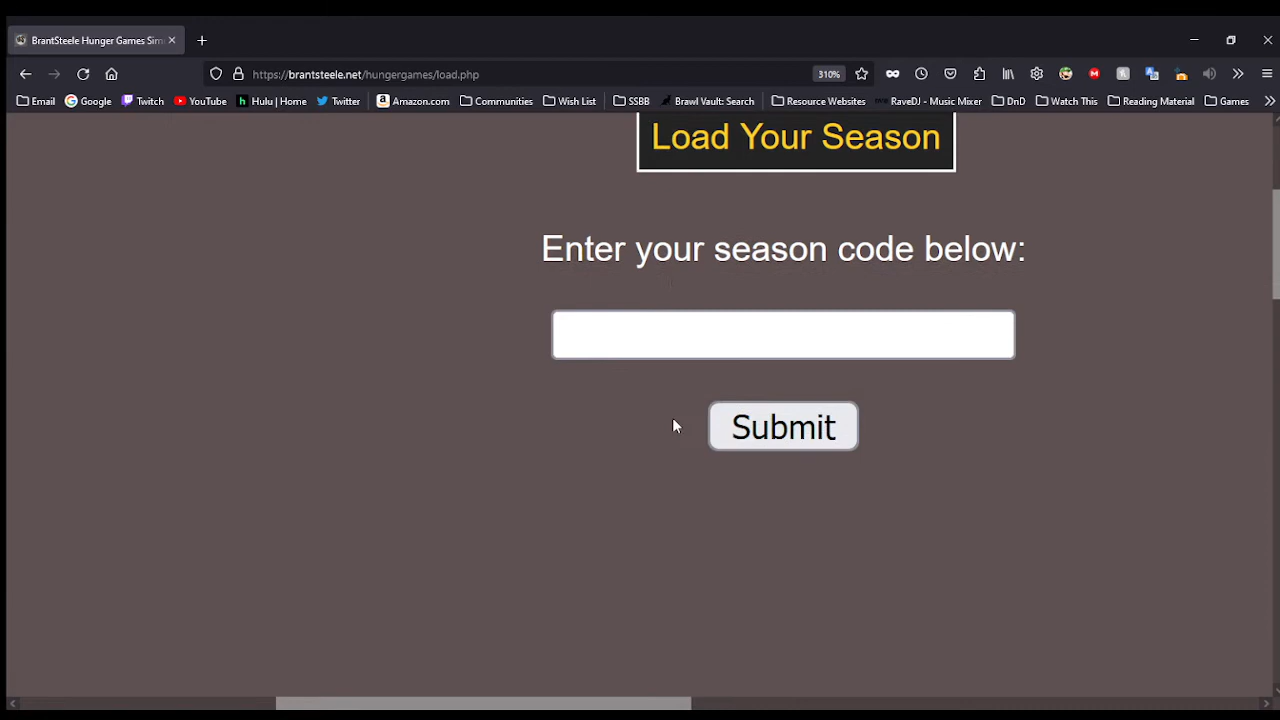 BrantSteele Hunger Games Sim
https://brantsteele.net/hungergames/load.php
310%
Email Google Twitch YouTube Hulu | Home Twitter Amazon.com Communities Wish List SSBB Brawl Vault: Search Resource Websites RaveDJ - Music Mixer DnD Watch This Reading Material Games
Load Your Season
Enter your season code below:
Submit